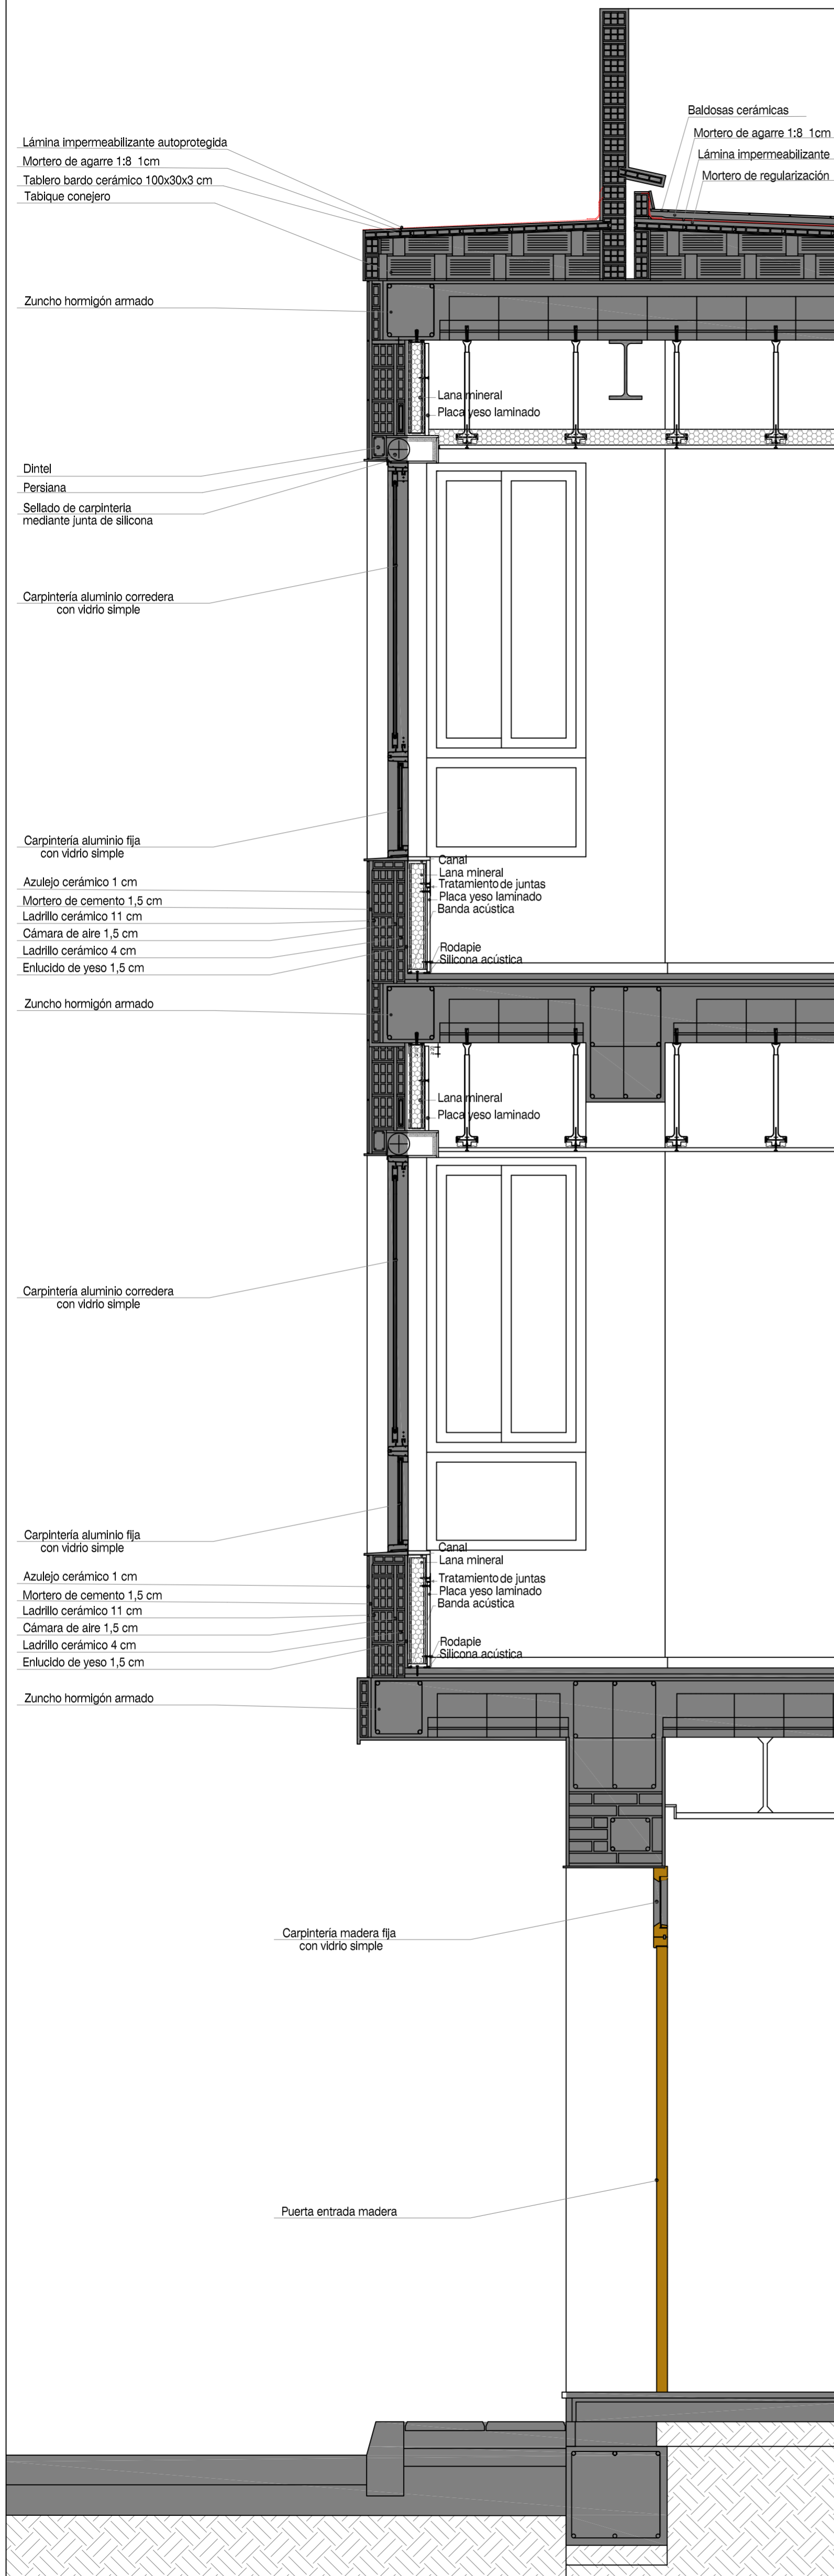 Baldosas cerámicas
Mortero de agarre 1:8 1cm
Lámina impermeabilizante
Mortero de regularización
Lámina impermeabilizante autoprotegida
Mortero de agarre 1:8 1cm
Tablero bardo cerámico 100x30x3 cm
Tabique conejero
Zuncho hormigón armado
Lana mineral
Placa yeso laminado
Dintel
Persiana
Sellado de carpinteria
mediante junta de silicona
Carpintería aluminio corredera
con vidrio simple
Carpintería aluminio fija
con vidrio simple
Canal
Lana mineral
Tratamiento de juntas
Placa yeso laminado
Banda acústica
Rodapie
Silicona acústica
Azulejo cerámico 1 cm
Mortero de cemento 1,5 cm
Ladrillo cerámico 11 cm
Cámara de aire 1,5 cm
Ladrillo cerámico 4 cm
Enlucido de yeso 1,5 cm
Zuncho hormigón armado
Lana mineral
Placa yeso laminado
Carpintería aluminio corredera
con vidrio simple
Carpintería aluminio fija
con vidrio simple
Canal
Lana mineral
Tratamiento de juntas
Placa yeso laminado
Banda acústica
Rodapie
Silicona acústica
Azulejo cerámico 1 cm
Mortero de cemento 1,5 cm
Ladrillo cerámico 11 cm
Cámara de aire 1,5 cm
Ladrillo cerámico 4 cm
Enlucido de yeso 1,5 cm
Zuncho hormigón armado
Carpintería madera fija
con vidrio simple
Puerta entrada madera